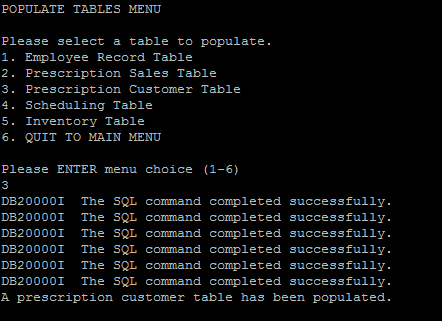 POPULATE TABLES MENU
Please select a table to populate.
1. Employee Record Table
2. Prescription Sales Table
3. Prescription Customer Table
4. Scheduling Table
5. Inventory Table
6. QUIT TO MAIN MENU
Please ENTER menu choice (1-6)
3
DB20000I  The SQL command completed successfully.
DB20000I  The SQL command completed successfully.
DB20000I  The SQL command completed successfully.
DB20000I  The SQL command completed successfully.
DB20000I  The SQL command completed successfully.
DB20000I  The SQL command completed successfully.
A prescription customer table has been populated.